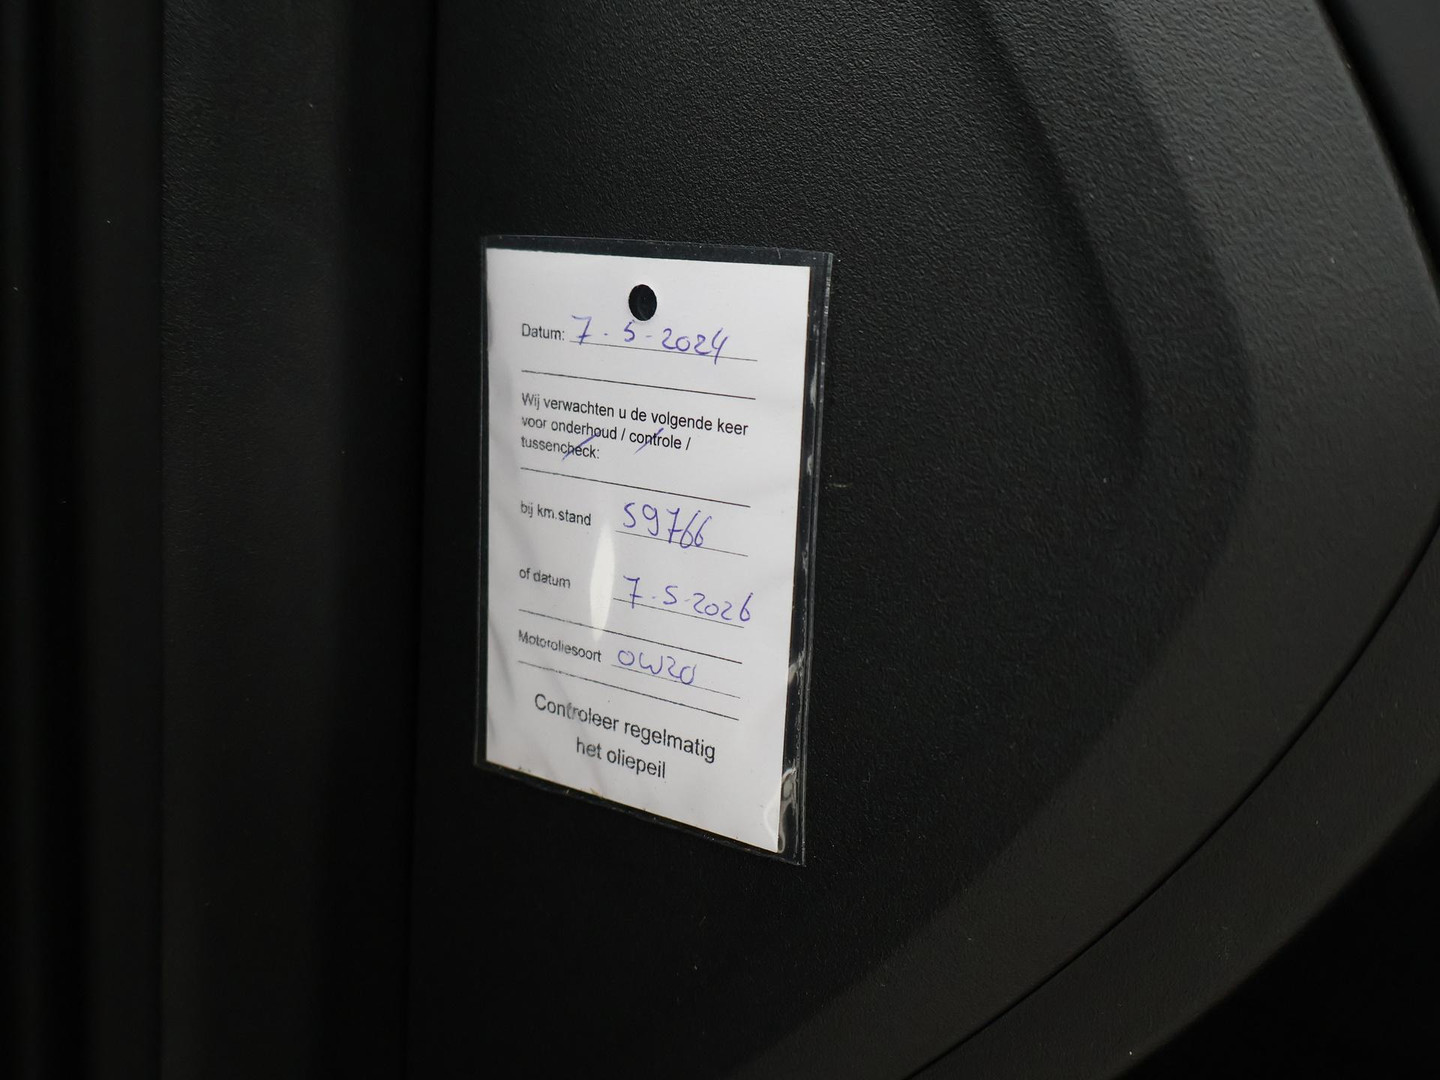 Datum: 7-5-2024
Wij verwachten u de volgende keer
voor onderhoud / controle /
tussencheck:
bij km.stand 59766
of datum 7-5-2026
Motoroliesoort 0W20
Controleer regelmatig
het oliepeil